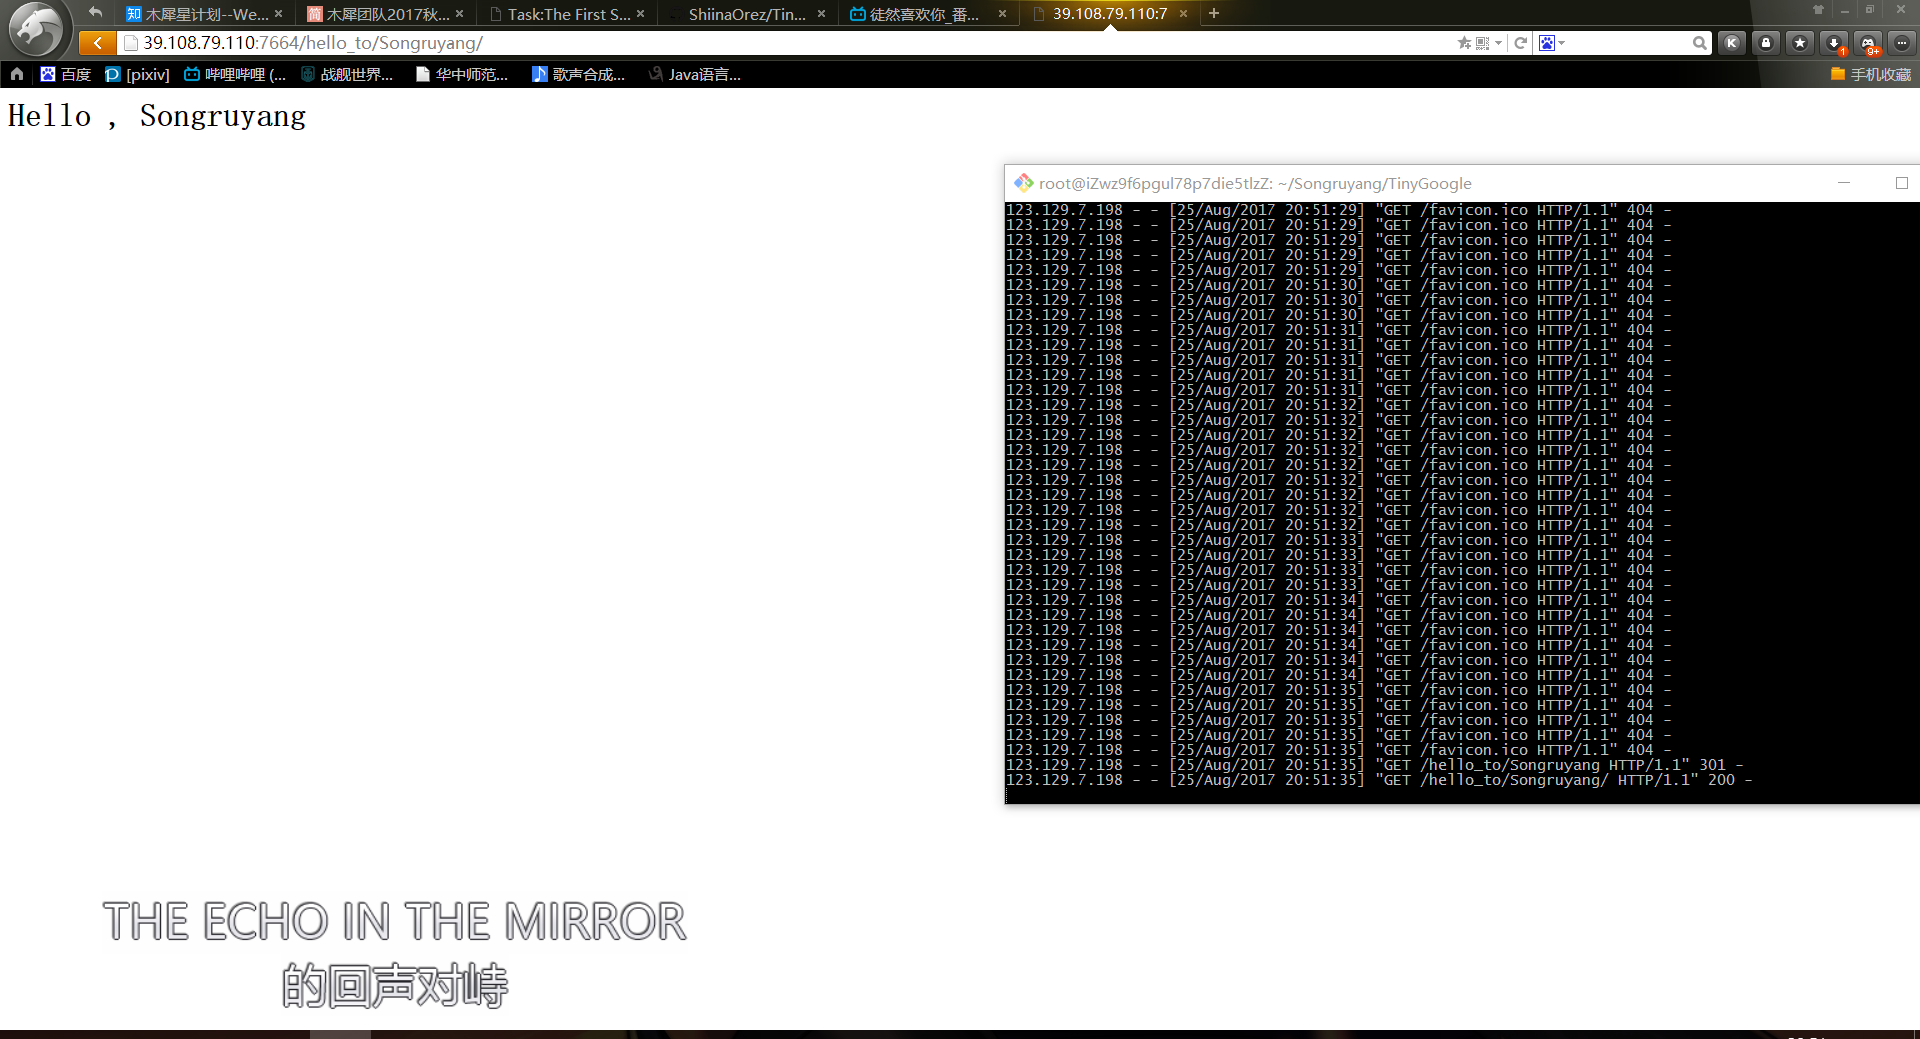 知 木犀星计划--We... ×
简 木犀团队2017秋... ×
Task:The First S... ×
ShiinaOrez/Tin... ×
徒然喜欢你_番... ×
39.108.79.110:7 ×
39.108.79.110:7664/hello_to/Songruyang/
百度
[pixiv]
哔哩哔哩 (...
战舰世界...
华中师范...
歌声合成...
Java语言...
手机收藏
Hello , Songruyang
root@iZwz9f6pgul78p7die5tlzZ: ~/Songruyang/TinyGoogle
123.129.7.198 - - [25/Aug/2017 20:51:29] "GET /favicon.ico HTTP/1.1" 404 -
123.129.7.198 - - [25/Aug/2017 20:51:29] "GET /favicon.ico HTTP/1.1" 404 -
123.129.7.198 - - [25/Aug/2017 20:51:29] "GET /favicon.ico HTTP/1.1" 404 -
123.129.7.198 - - [25/Aug/2017 20:51:29] "GET /favicon.ico HTTP/1.1" 404 -
123.129.7.198 - - [25/Aug/2017 20:51:29] "GET /favicon.ico HTTP/1.1" 404 -
123.129.7.198 - - [25/Aug/2017 20:51:30] "GET /favicon.ico HTTP/1.1" 404 -
123.129.7.198 - - [25/Aug/2017 20:51:30] "GET /favicon.ico HTTP/1.1" 404 -
123.129.7.198 - - [25/Aug/2017 20:51:30] "GET /favicon.ico HTTP/1.1" 404 -
123.129.7.198 - - [25/Aug/2017 20:51:31] "GET /favicon.ico HTTP/1.1" 404 -
123.129.7.198 - - [25/Aug/2017 20:51:31] "GET /favicon.ico HTTP/1.1" 404 -
123.129.7.198 - - [25/Aug/2017 20:51:31] "GET /favicon.ico HTTP/1.1" 404 -
123.129.7.198 - - [25/Aug/2017 20:51:31] "GET /favicon.ico HTTP/1.1" 404 -
123.129.7.198 - - [25/Aug/2017 20:51:31] "GET /favicon.ico HTTP/1.1" 404 -
123.129.7.198 - - [25/Aug/2017 20:51:32] "GET /favicon.ico HTTP/1.1" 404 -
123.129.7.198 - - [25/Aug/2017 20:51:32] "GET /favicon.ico HTTP/1.1" 404 -
123.129.7.198 - - [25/Aug/2017 20:51:32] "GET /favicon.ico HTTP/1.1" 404 -
123.129.7.198 - - [25/Aug/2017 20:51:32] "GET /favicon.ico HTTP/1.1" 404 -
123.129.7.198 - - [25/Aug/2017 20:51:32] "GET /favicon.ico HTTP/1.1" 404 -
123.129.7.198 - - [25/Aug/2017 20:51:32] "GET /favicon.ico HTTP/1.1" 404 -
123.129.7.198 - - [25/Aug/2017 20:51:32] "GET /favicon.ico HTTP/1.1" 404 -
123.129.7.198 - - [25/Aug/2017 20:51:32] "GET /favicon.ico HTTP/1.1" 404 -
123.129.7.198 - - [25/Aug/2017 20:51:32] "GET /favicon.ico HTTP/1.1" 404 -
123.129.7.198 - - [25/Aug/2017 20:51:33] "GET /favicon.ico HTTP/1.1" 404 -
123.129.7.198 - - [25/Aug/2017 20:51:33] "GET /favicon.ico HTTP/1.1" 404 -
123.129.7.198 - - [25/Aug/2017 20:51:33] "GET /favicon.ico HTTP/1.1" 404 -
123.129.7.198 - - [25/Aug/2017 20:51:33] "GET /favicon.ico HTTP/1.1" 404 -
123.129.7.198 - - [25/Aug/2017 20:51:34] "GET /favicon.ico HTTP/1.1" 404 -
123.129.7.198 - - [25/Aug/2017 20:51:34] "GET /favicon.ico HTTP/1.1" 404 -
123.129.7.198 - - [25/Aug/2017 20:51:34] "GET /favicon.ico HTTP/1.1" 404 -
123.129.7.198 - - [25/Aug/2017 20:51:34] "GET /favicon.ico HTTP/1.1" 404 -
123.129.7.198 - - [25/Aug/2017 20:51:34] "GET /favicon.ico HTTP/1.1" 404 -
123.129.7.198 - - [25/Aug/2017 20:51:34] "GET /favicon.ico HTTP/1.1" 404 -
123.129.7.198 - - [25/Aug/2017 20:51:35] "GET /favicon.ico HTTP/1.1" 404 -
123.129.7.198 - - [25/Aug/2017 20:51:35] "GET /favicon.ico HTTP/1.1" 404 -
123.129.7.198 - - [25/Aug/2017 20:51:35] "GET /favicon.ico HTTP/1.1" 404 -
123.129.7.198 - - [25/Aug/2017 20:51:35] "GET /favicon.ico HTTP/1.1" 404 -
123.129.7.198 - - [25/Aug/2017 20:51:35] "GET /favicon.ico HTTP/1.1" 404 -
123.129.7.198 - - [25/Aug/2017 20:51:35] "GET /hello_to/Songruyang HTTP/1.1" 301 -
123.129.7.198 - - [25/Aug/2017 20:51:35] "GET /hello_to/Songruyang/ HTTP/1.1" 200 -
THE ECHO IN THE MIRROR
的回声对峙